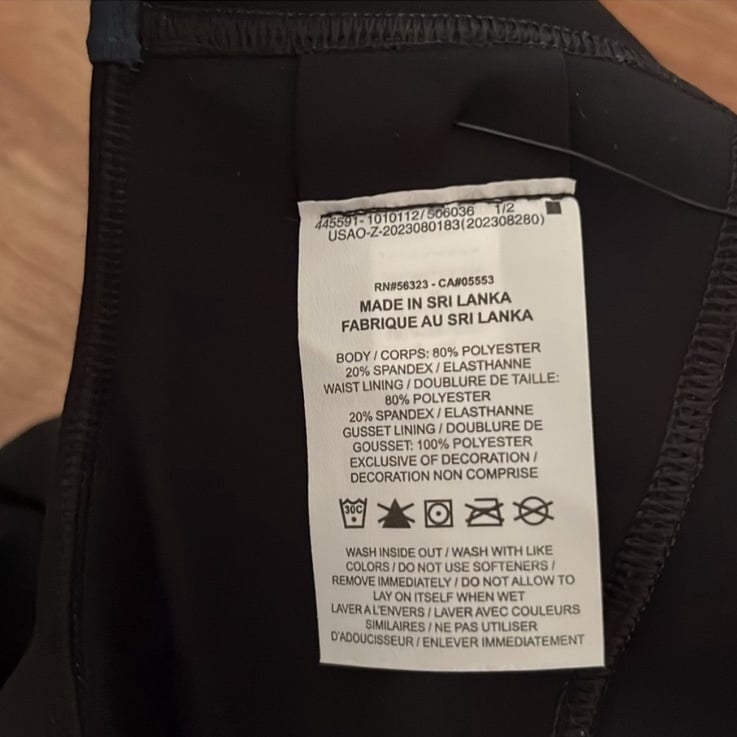 445591-1010112/506036 1/2
USAO-Z-2023080183(202308280)
RN#56323 - CA#05553
MADE IN SRI LANKA
FABRIQUE AU SRI LANKA
BODY / CORPS: 80% POLYESTER
20% SPANDEX / ELASTHANNE
WAIST LINING / DOUBLURE DE TAILLE:
80% POLYESTER
20% SPANDEX / ELASTHANNE
GUSSET LINING / DOUBLURE DE
GOUSSET: 100% POLYESTER
EXCLUSIVE OF DECORATION /
DECORATION NON COMPRISE
30C
WASH INSIDE OUT / WASH WITH LIKE
COLORS / DO NOT USE SOFTENERS /
REMOVE IMMEDIATELY / DO NOT ALLOW TO
LAY ON ITSELF WHEN WET
LAVER A L'ENVERS / LAVER AVEC COULEURS
SIMILAIRES / NE PAS UTILISER
D'ADOUCISSEUR / ENLEVER IMMEDIATEMENT